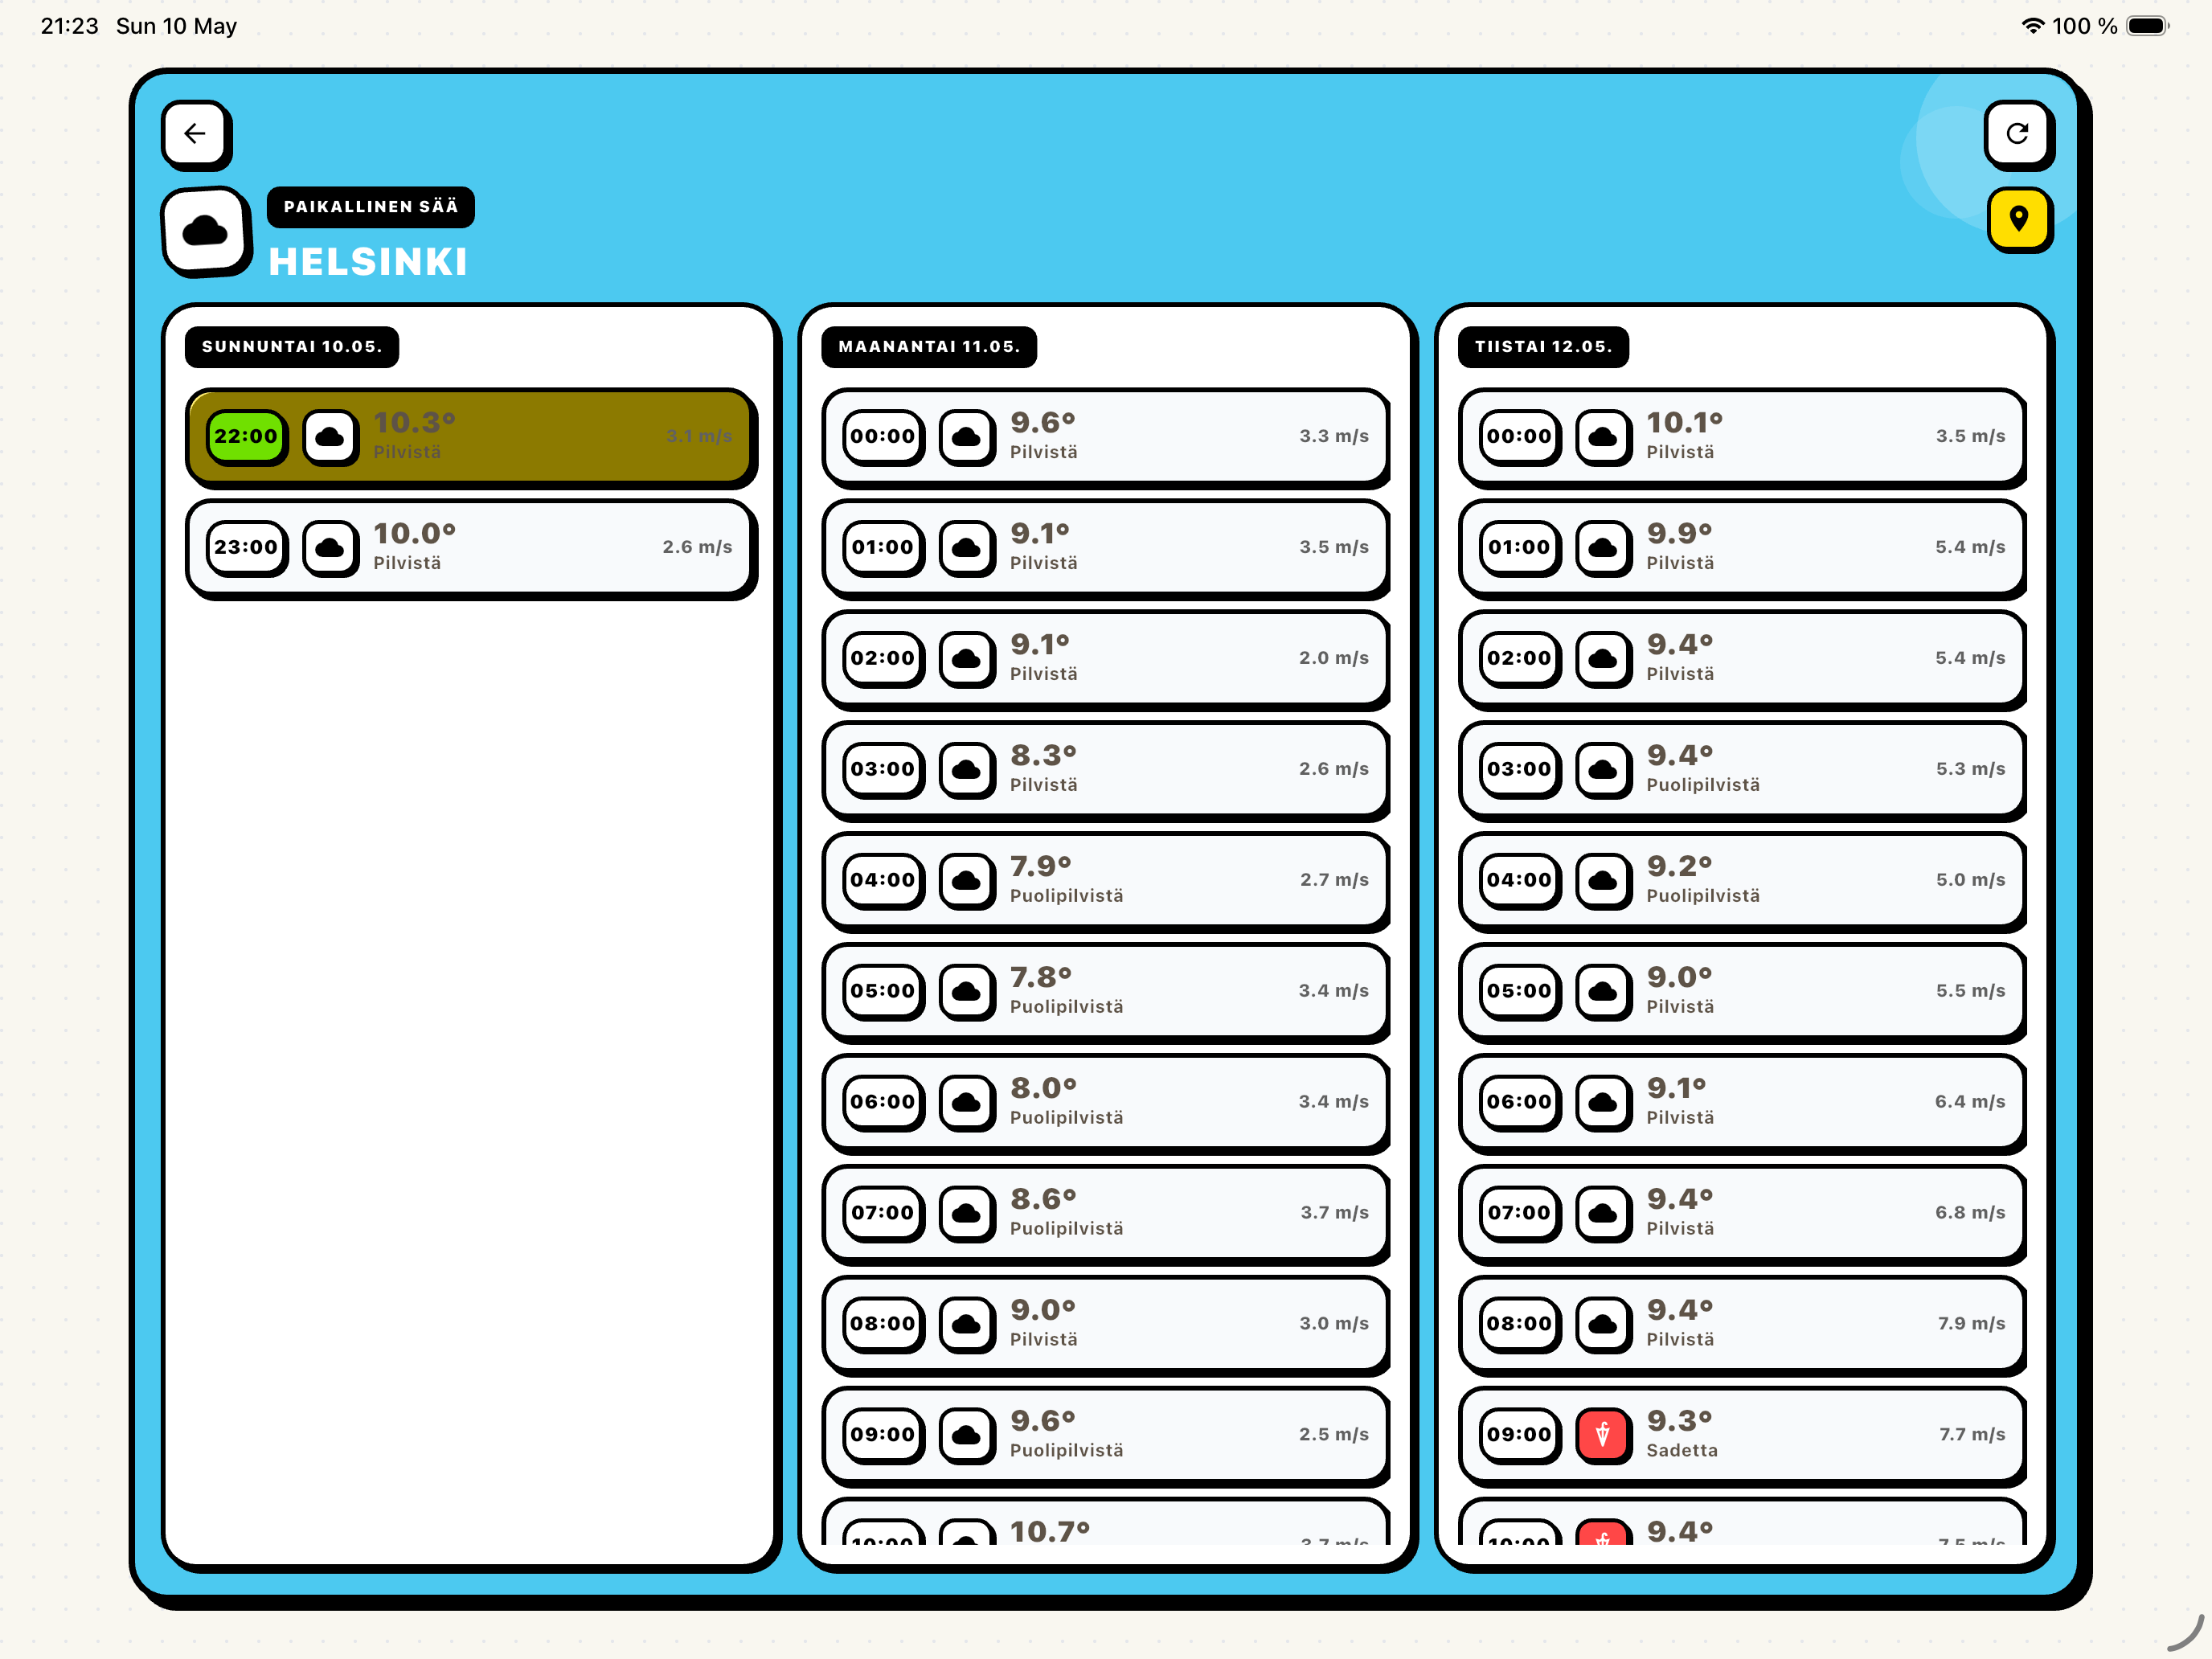 21:23 Sun 10 May
100 %
PAIKALLINEN SÄÄ
HELSINKI
SUNNUNTAI 10.05.
22:00 10.3° 3.1 m/s
Pilvistä
23:00 10.0° 2.6 m/s
Pilvistä
MAANANTAI 11.05.
00:00 9.6° 3.3 m/s
Pilvistä
01:00 9.1° 3.5 m/s
Pilvistä
02:00 9.1° 2.0 m/s
Pilvistä
03:00 8.3° 2.6 m/s
Pilvistä
04:00 7.9° 2.7 m/s
Puolipilvistä
05:00 7.8° 3.4 m/s
Puolipilvistä
06:00 8.0° 3.4 m/s
Puolipilvistä
07:00 8.6° 3.7 m/s
Puolipilvistä
08:00 9.0° 3.0 m/s
Pilvistä
09:00 9.6° 2.5 m/s
Puolipilvistä
10:00 10.7° 3.7 m/s
TIISTAI 12.05.
00:00 10.1° 3.5 m/s
Pilvistä
01:00 9.9° 5.4 m/s
Pilvistä
02:00 9.4° 5.4 m/s
Pilvistä
03:00 9.4° 5.3 m/s
Puolipilvistä
04:00 9.2° 5.0 m/s
Puolipilvistä
05:00 9.0° 5.5 m/s
Pilvistä
06:00 9.1° 6.4 m/s
Pilvistä
07:00 9.4° 6.8 m/s
Pilvistä
08:00 9.4° 7.9 m/s
Pilvistä
09:00 9.3° 7.7 m/s
Sadetta
10:00 9.4° 7.5 m/s